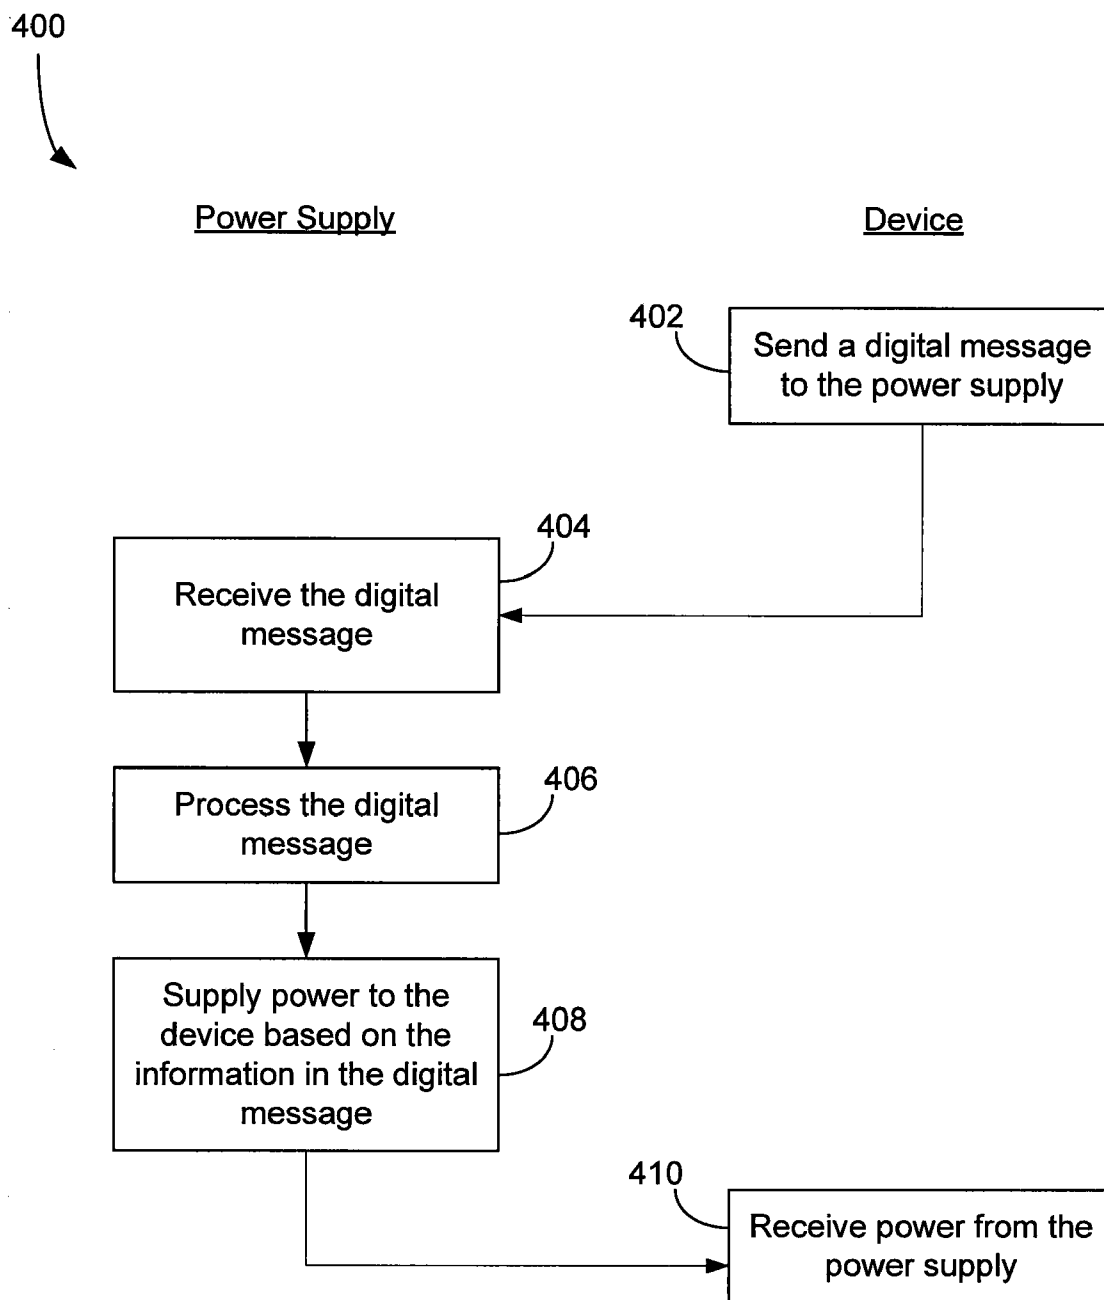 400
Power Supply
Device
402
Send a digital message
to the power supply
404
Receive the digital
message
406
Process the digital
message
408
Supply power to the
device based on the
information in the digital
message
410
Receive power from the
power supply